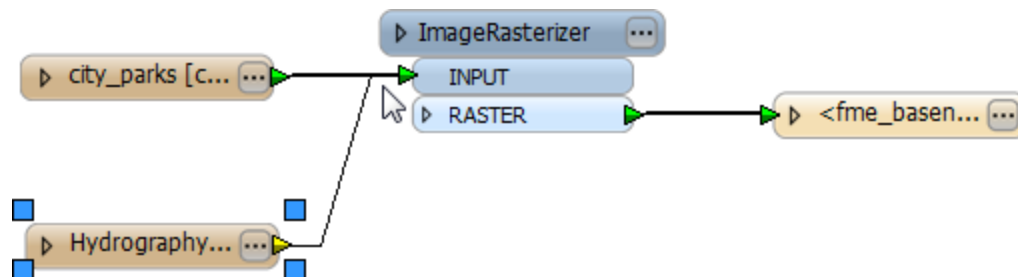 ImageRasterizer
city_parks [c...
INPUT
RASTER
<fme_basen...
Hydrography...